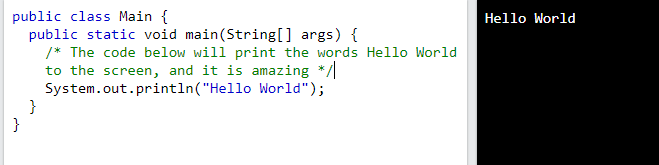 public class Main {
  public static void main(String[] args) {
    /* The code below will print the words Hello World
    to the screen, and it is amazing */
    System.out.println("Hello World");
  }
}
Hello World